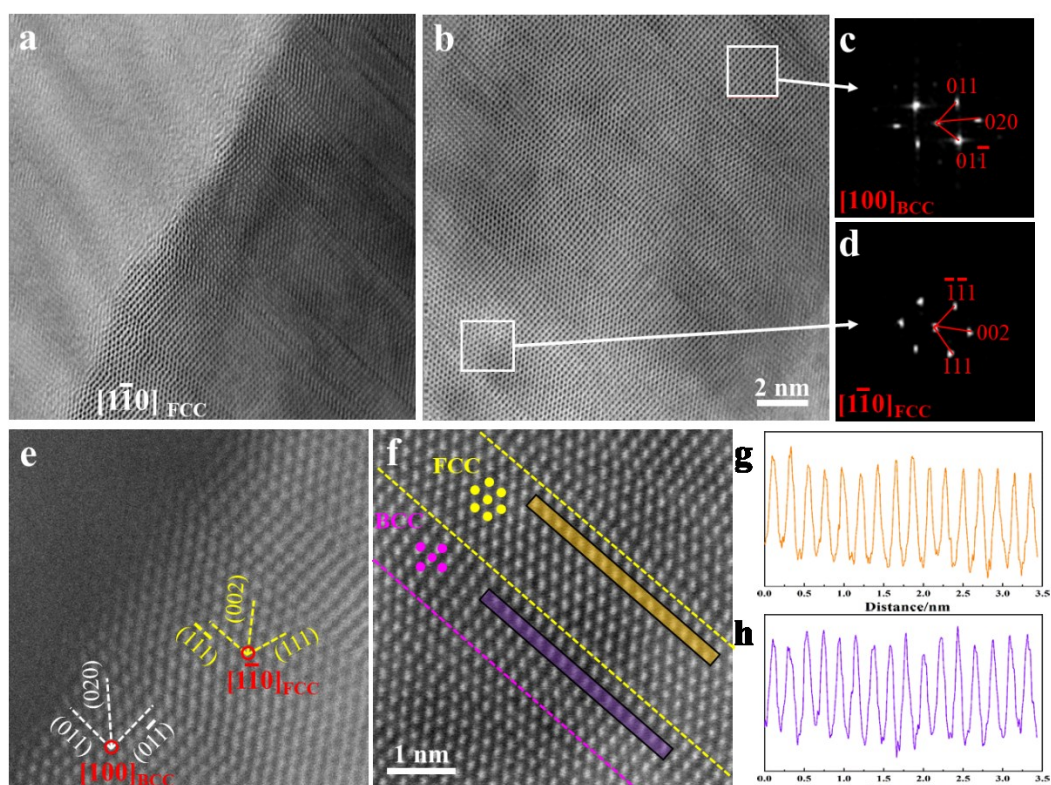 a
[11̄0] FCC
b
2 nm
c
011
020
011̄
[100]BCC
d
1̄1̄1
002
111
[11̄0]FCC
e
(002)
(1̄1̄1)
(111)
[11̄0]FCC
(020)
(011)
(011̄)
[100]BCC
f
FCC
BCC
1 nm
g
0.0 0.5 1.0 1.5 2.0 2.5 3.0 3.5
Distance/nm
h
0.0 0.5 1.0 1.5 2.0 2.5 3.0 3.5